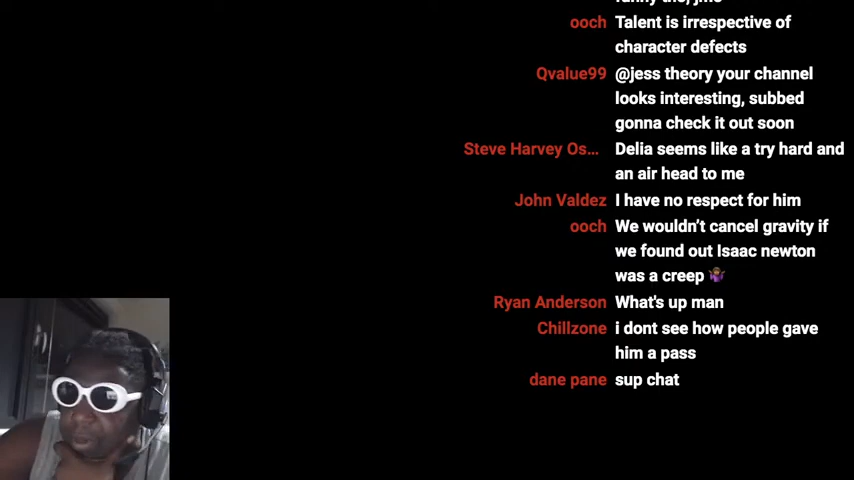 ooch Talent is irrespective of
character defects
Qvalue99 @jess theory your channel
looks interesting, subbed
gonna check it out soon
Steve Harvey Os... Delia seems like a try hard and
an air head to me
John Valdez I have no respect for him
ooch We wouldn't cancel gravity if
we found out Isaac newton
was a creep 🤷🏾‍♀️
Ryan Anderson What's up man
Chillzone i dont see how people gave
him a pass
dane pane sup chat